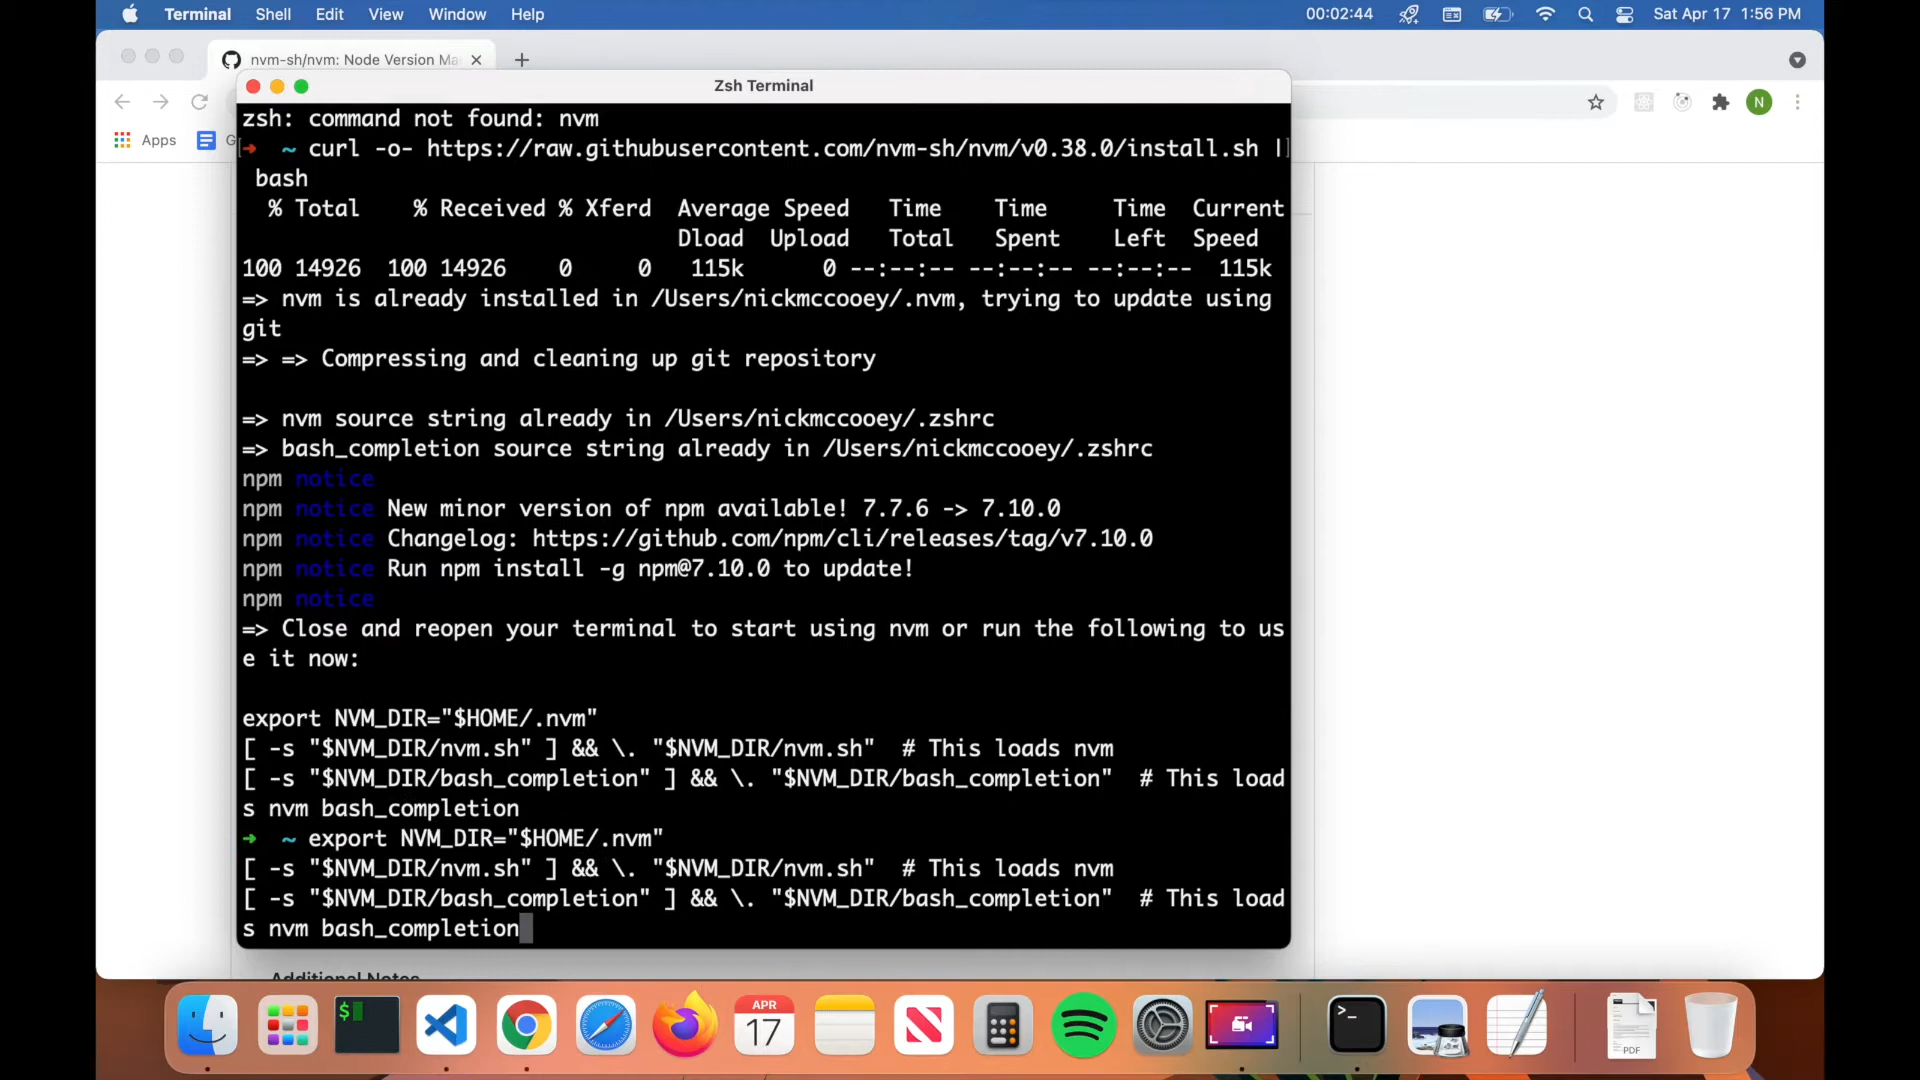 Terminal Shell Edit View Window Help 00:02:44 Sat Apr 17 1:56 PM
nvm-sh/nvm: Node Version Ma
Zsh Terminal
N
Apps
zsh: command not found: nvm
➜ ~ curl -o- https://raw.githubusercontent.com/nvm-sh/nvm/v0.38.0/install.sh |
bash
% Total % Received % Xferd Average Speed Time Time Time Current
Dload Upload Total Spent Left Speed
100 14926 100 14926 0 0 115k 0 --:--:-- --:--:-- --:--:-- 115k
=> nvm is already installed in /Users/nickmccooey/.nvm, trying to update using
git
=> => Compressing and cleaning up git repository
=> nvm source string already in /Users/nickmccooey/.zshrc
=> bash_completion source string already in /Users/nickmccooey/.zshrc
npm notice
npm notice New minor version of npm available! 7.7.6 -> 7.10.0
npm notice Changelog: https://github.com/npm/cli/releases/tag/v7.10.0
npm notice Run npm install -g npm@7.10.0 to update!
npm notice
=> Close and reopen your terminal to start using nvm or run the following to us
e it now:
export NVM_DIR="$HOME/.nvm"
[ -s "$NVM_DIR/nvm.sh" ] && \. "$NVM_DIR/nvm.sh" # This loads nvm
[ -s "$NVM_DIR/bash_completion" ] && \. "$NVM_DIR/bash_completion" # This load
s nvm bash_completion
➜ ~ export NVM_DIR="$HOME/.nvm"
[ -s "$NVM_DIR/nvm.sh" ] && \. "$NVM_DIR/nvm.sh" # This loads nvm
[ -s "$NVM_DIR/bash_completion" ] && \. "$NVM_DIR/bash_completion" # This load
s nvm bash_completion
Additional Notes
APR
17
PDF